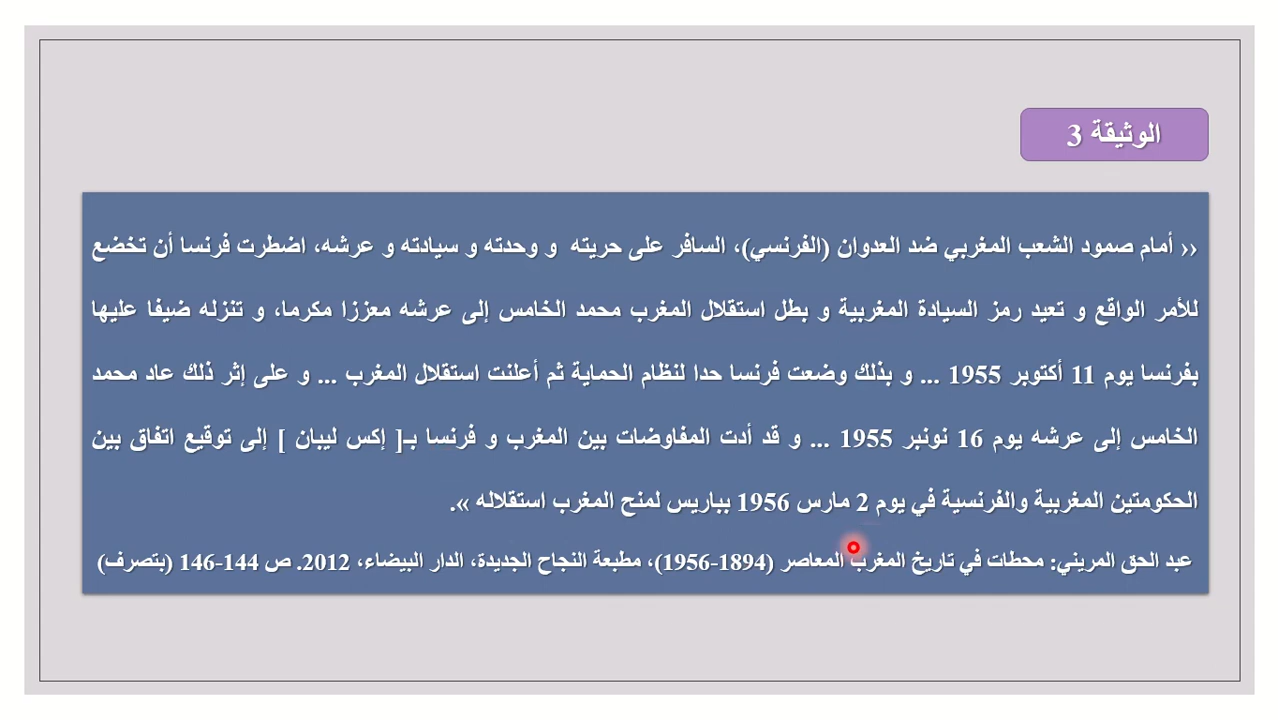 الوثيقة 3
‹‹ أمام صمود الشعب المغربي ضد العدوان (الفرنسي)، السافر على حريته و وحدته و سيادته و عرشه، اضطرت فرنسا أن تخضع
للأمر الواقع و تعيد رمز السيادة المغربية و بطل استقلال المغرب محمد الخامس إلى عرشه معززا مكرما، و تنزله ضيفا عليها
بفرنسا يوم 11 أكتوبر 1955 ... و بذلك وضعت فرنسا حدا لنظام الحماية ثم أعلنت استقلال المغرب ... و على إثر ذلك عاد محمد
الخامس إلى عرشه يوم 16 نونبر 1955 ... و قد أدت المفاوضات بين المغرب و فرنسا بـ[ إكس ليبان ] إلى توقيع اتفاق بين
الحكومتين المغربية والفرنسية في يوم 2 مارس 1956 بباريس لمنح المغرب استقلاله ».
عبد الحق المريني: محطات في تاريخ المغرب المعاصر (1894-1956)، مطبعة النجاح الجديدة، الدار البيضاء، 2012. ص 144-146 (بتصرف)